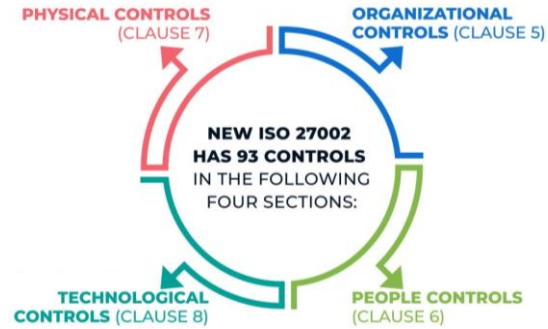 PHYSICAL CONTROLS
(CLAUSE 7)
ORGANIZATIONAL
CONTROLS (CLAUSE 5)
NEW ISO 27002
HAS 93 CONTROLS
IN THE FOLLOWING
FOUR SECTIONS:
TECHNOLOGICAL
CONTROLS (CLAUSE 8)
PEOPLE CONTROLS
(CLAUSE 6)